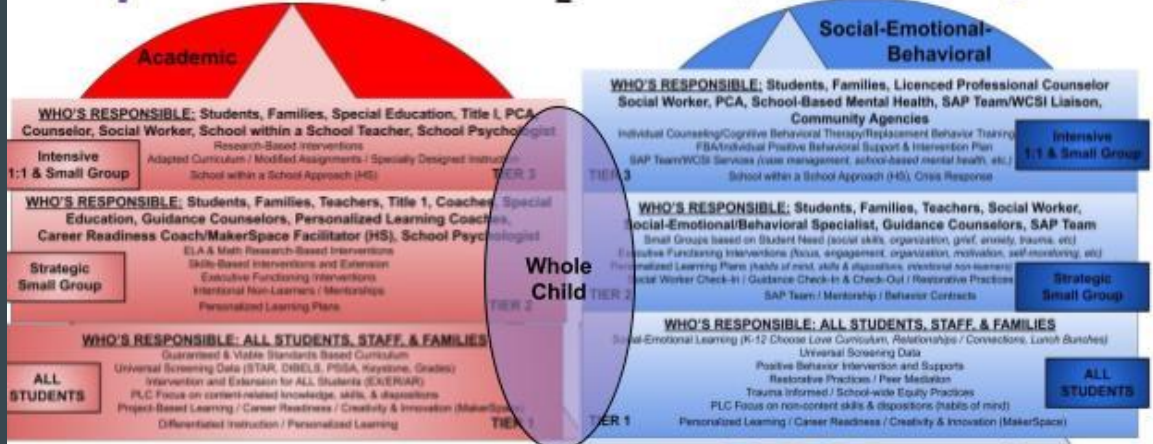 Academic
WHO'S RESPONSIBLE: Students, Families, Special Education, Title I, PCA,
Counselor, Social Worker, School within a School Teacher, School Psychologist
Research-Based Interventions
Adapted Curriculum / Modified Assignments / Specially Designed Instruction
School within a School Approach (HS)
TIER 3
Intensive
1:1 & Small Group
WHO'S RESPONSIBLE: Students, Families, Teachers, Title 1, Coaches, Special
Education, Guidance Counselors, Personalized Learning Coaches,
Career Readiness Coach/MakerSpace Facilitator (HS), School Psychologist
ELA & Math Research-Based Interventions
Skills-Based Interventions and Extension
Executive Functioning Interventions
Intentional Non-Learners / Mentorships
Personalized Learning Plans
TIER 2
Strategic
Small Group
WHO'S RESPONSIBLE: ALL STUDENTS, STAFF, & FAMILIES
Guaranteed & Viable Standards Based Curriculum
Universal Screening Data (STAR, DIBELS, PSSA, Keystone, Grades)
Intervention and Extension for ALL Students (EX/ER/AR)
PLC Focus on content-related knowledge, skills, & dispositions
Project-Based Learning / Career Readiness / Creativity & Innovation (MakerSpace)
Differentiated Instruction / Personalized Learning
TIER 1
ALL
STUDENTS
Whole
Child
Social-Emotional-
Behavioral
WHO'S RESPONSIBLE: Students, Families, Licenced Professional Counselor
Social Worker, PCA, School-Based Mental Health, SAP Team/WCSI Liaison,
Community Agencies
Individual Counseling/Cognitive Behavioral Therapy/Replacement Behavior Training
FBA/Individual Positive Behavioral Support & Intervention Plan
SAP Team/WCSI Services (case management, school-based mental health, etc.)
School within a School Approach (HS), Crisis Response
TIER 3
Intensive
1:1 & Small Group
WHO'S RESPONSIBLE: Students, Families, Teachers, Social Worker,
Social-Emotional/Behavioral Specialist, Guidance Counselors, SAP Team
Small Groups based on Student Need (social skills, organization, grief, anxiety, trauma, etc)
Executive Functioning Interventions (focus, engagement, organization, motivation, self-monitoring, etc)
Personalized Learning Plans (habits of mind, skills & dispositions, intentional non-learners)
Social Worker Check-In / Guidance Check-In & Check-Out / Restorative Practices
SAP Team / Mentorship / Behavior Contracts
TIER 2
Strategic
Small Group
WHO'S RESPONSIBLE: ALL STUDENTS, STAFF, & FAMILIES
Social-Emotional Learning (K-12 Choose Love Curriculum, Relationships / Connections, Lunch Bunches)
Universal Screening Data
Positive Behavior Intervention and Supports
Restorative Practices / Peer Mediation
Trauma Informed / School-wide Equity Practices
PLC Focus on non-content skills & dispositions (habits of mind)
Personalized Learning / Career Readiness / Creativity & Innovation (MakerSpace)
TIER 1
ALL
STUDENTS